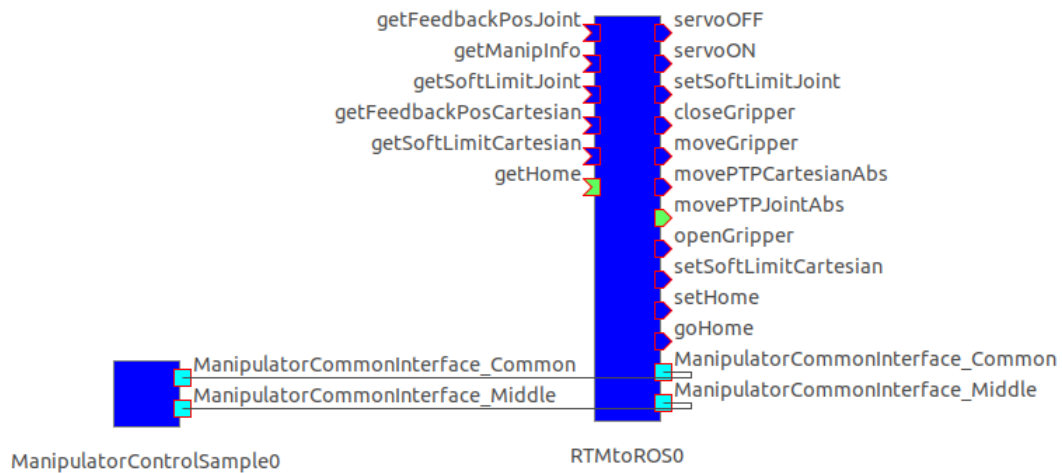 getFeedbackPosJoint
getManipInfo
getSoftLimitJoint
getFeedbackPosCartesian
getSoftLimitCartesian
getHome
servoOFF
servoON
setSoftLimitJoint
closeGripper
moveGripper
movePTPCartesianAbs
movePTPJointAbs
openGripper
setSoftLimitCartesian
setHome
goHome
ManipulatorCommonInterface_Common
ManipulatorCommonInterface_Middle
ManipulatorCommonInterface_Common
ManipulatorCommonInterface_Middle
ManipulatorControlSample0
RTMtoROS0